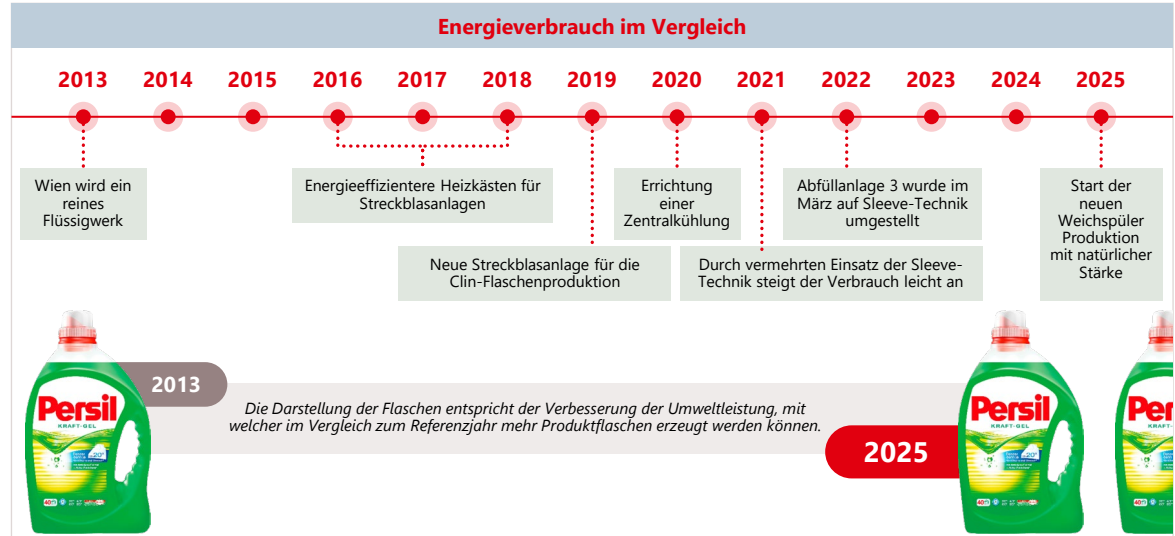 Energieverbrauch im Vergleich
2013 2014 2015 2016 2017 2018 2019 2020 2021 2022 2023 2024 2025
Wien wird ein
reines
Flüssigwerk
Energieeffizientere Heizkästen für
Streckblasanlagen
Neue Streckblasanlage für die
Clin-Flaschenproduktion
Errichtung
einer
Zentralkühlung
Durch vermehrten Einsatz der Sleeve-
Technik steigt der Verbrauch leicht an
Abfüllanlage 3 wurde im
März auf Sleeve-Technik
umgestellt
Start der
neuen
Weichspüler
Produktion
mit natürlicher
Stärke
2013
Die Darstellung der Flaschen entspricht der Verbesserung der Umweltleistung, mit
welcher im Vergleich zum Referenzjahr mehr Produktflaschen erzeugt werden können.
2025
Persil
KRAFT-GEL
20°
Persil
KRAFT-GEL
20°
Pe
KRAF